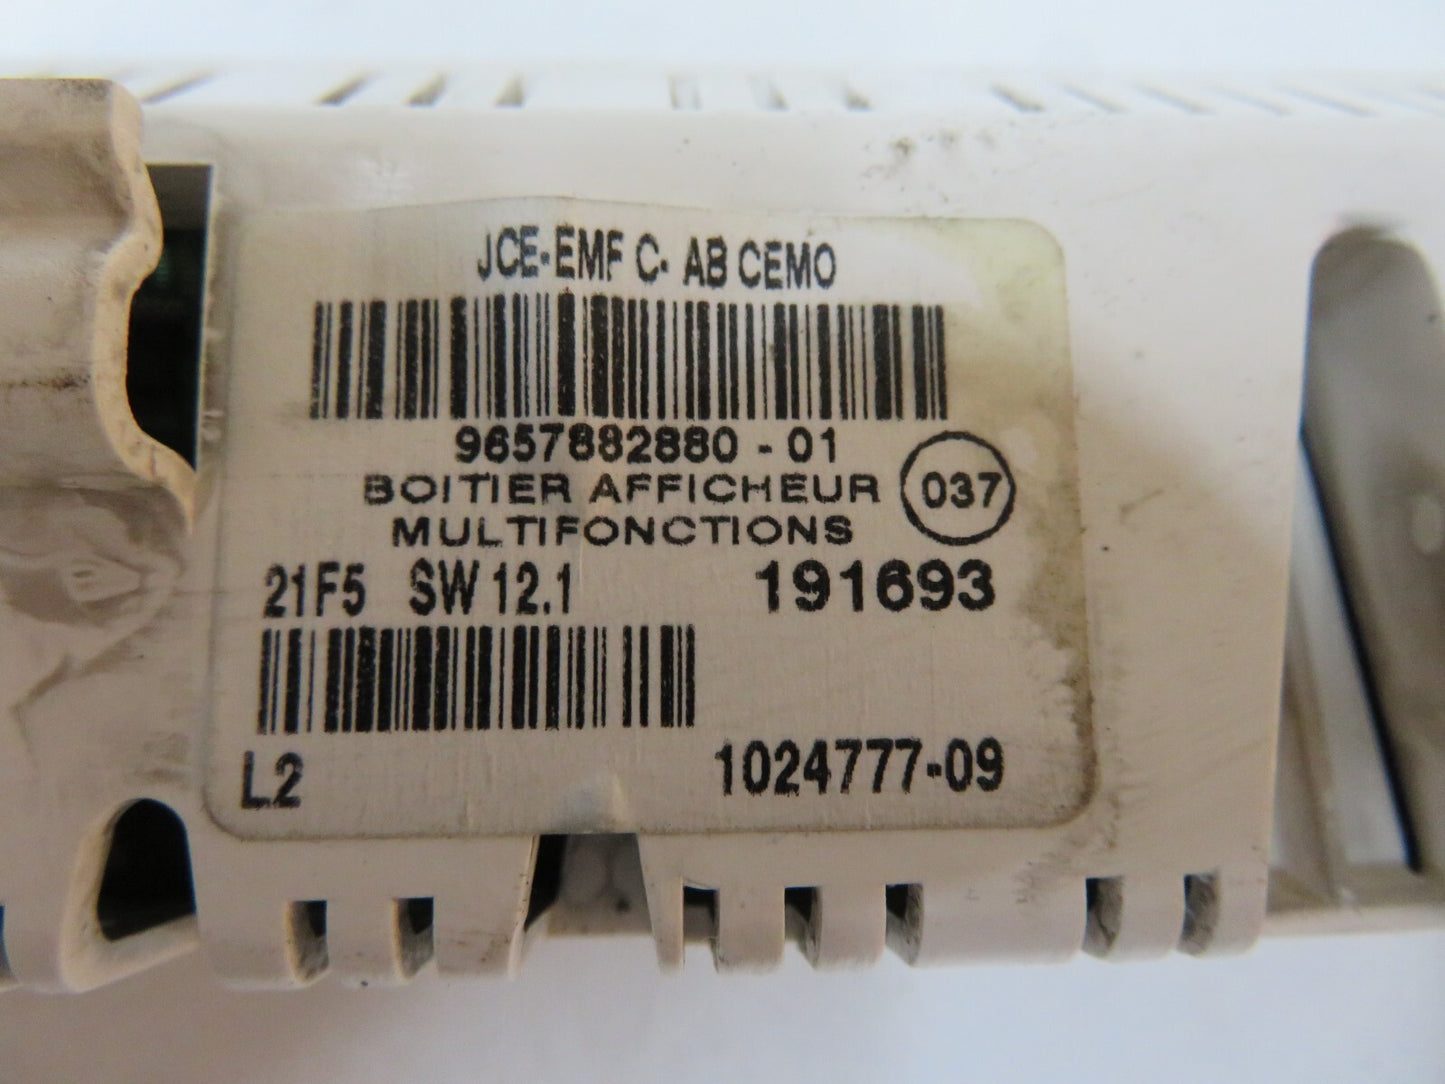 JCE-EMF C- AB CEMO
9657882880 - 01
BOITIER AFFICHEUR
MULTIFONCTIONS
037
21F5 SW 12.1
191693
L2
1024777-09